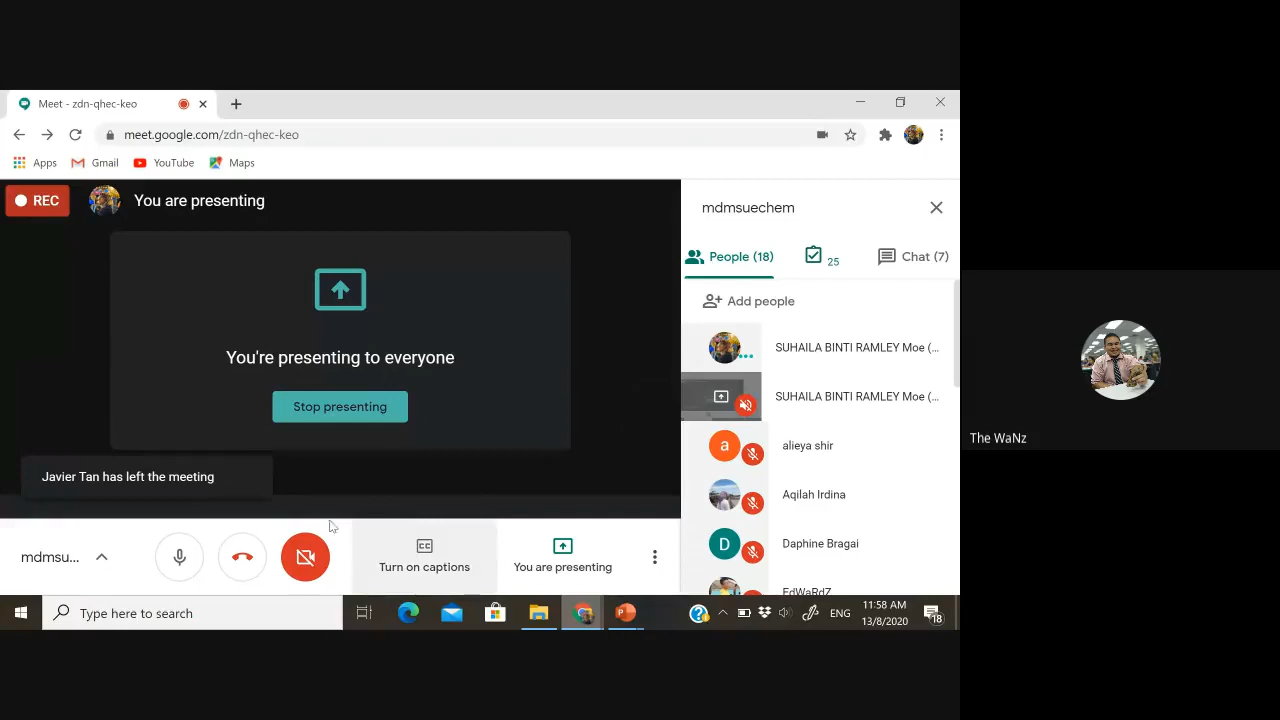 Meet - zdn-qhec-keo
meet.google.com/zdn-qhec-keo
Apps Gmail YouTube Maps
REC You are presenting
You're presenting to everyone
Stop presenting
Javier Tan has left the meeting
mdmsu...
Turn on captions
You are presenting
mdmsuechem
People (18) 25 Chat (7)
Add people
SUHAILA BINTI RAMLEY Moe (...
SUHAILA BINTI RAMLEY Moe (...
a alieya shir
Aqilah Irdina
D Daphine Bragai
EdWaRdZ
Type here to search
ENG
11:58 AM
13/8/2020
18
The WaNz